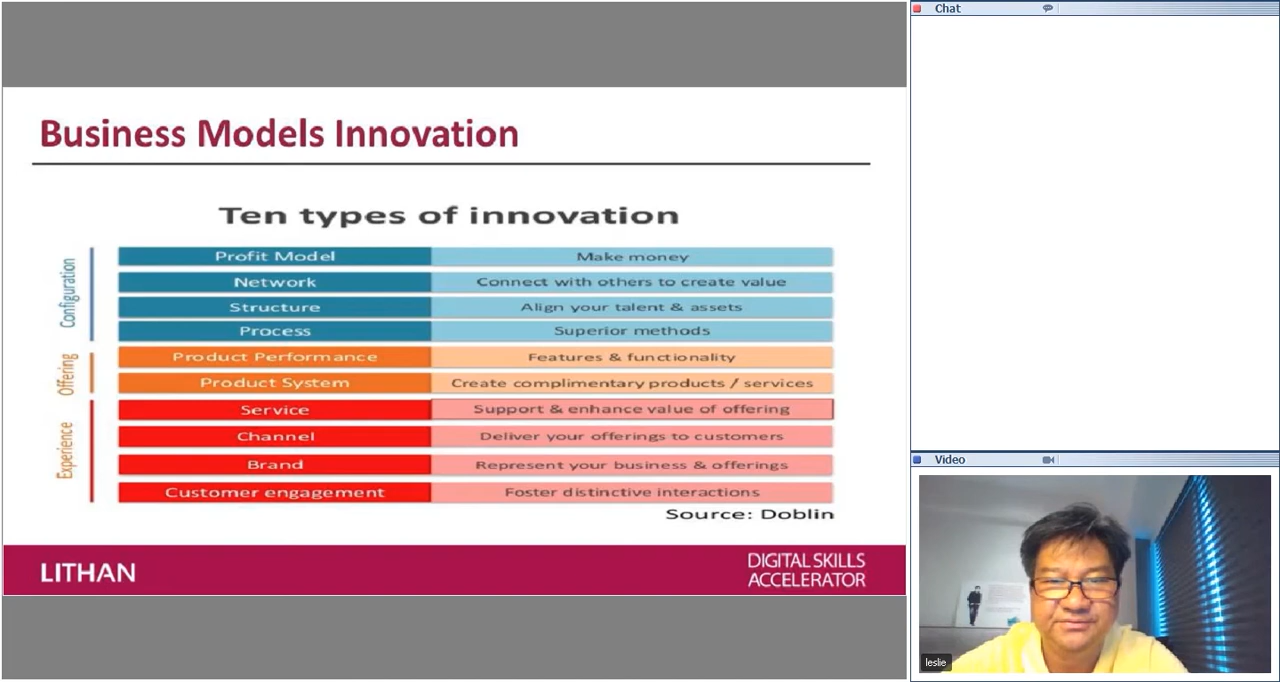 Business Models Innovation
Ten types of innovation
Configuration
Profit Model Make money
Network Connect with others to create value
Structure Align your talent & assets
Process Superior methods
Offering
Product Performance Features & functionality
Product System Create complimentary products / services
Experience
Service Support & enhance value of offering
Channel Deliver your offerings to customers
Brand Represent your business & offerings
Customer engagement Foster distinctive interactions
Source: Doblin
LITHAN
DIGITAL SKILLS
ACCELERATOR
Chat
Video
leslie